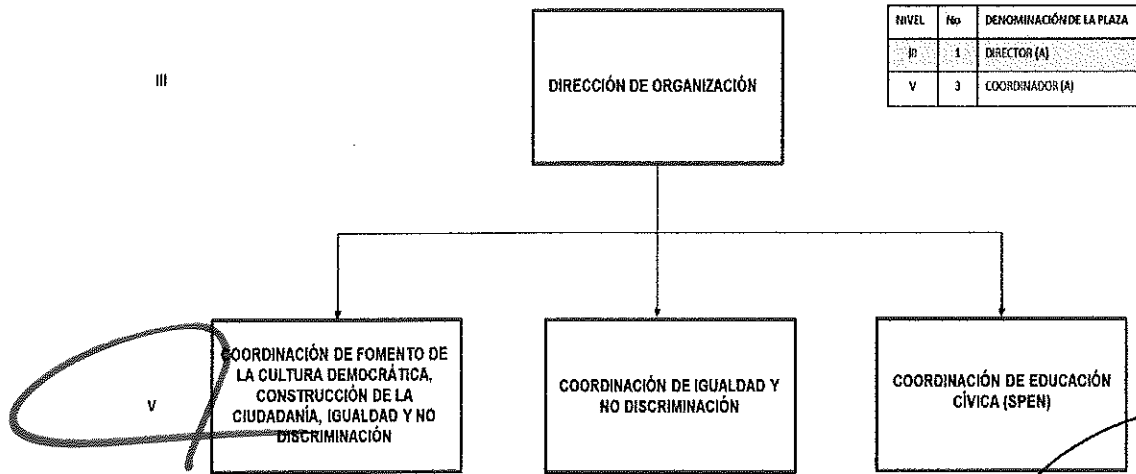 NIVEL No DENOMINACIÓN DE LA PLAZA
III 1 DIRECTOR (A)
V 3 COORDINADOR (A)
III
DIRECCIÓN DE ORGANIZACIÓN
V
COORDINACIÓN DE FOMENTO DE
LA CULTURA DEMOCRÁTICA,
CONSTRUCCIÓN DE LA
CIUDADANÍA, IGUALDAD Y NO
DISCRIMINACIÓN
COORDINACIÓN DE IGUALDAD Y
NO DISCRIMINACIÓN
COORDINACIÓN DE EDUCACIÓN
CÍVICA (SPEN)